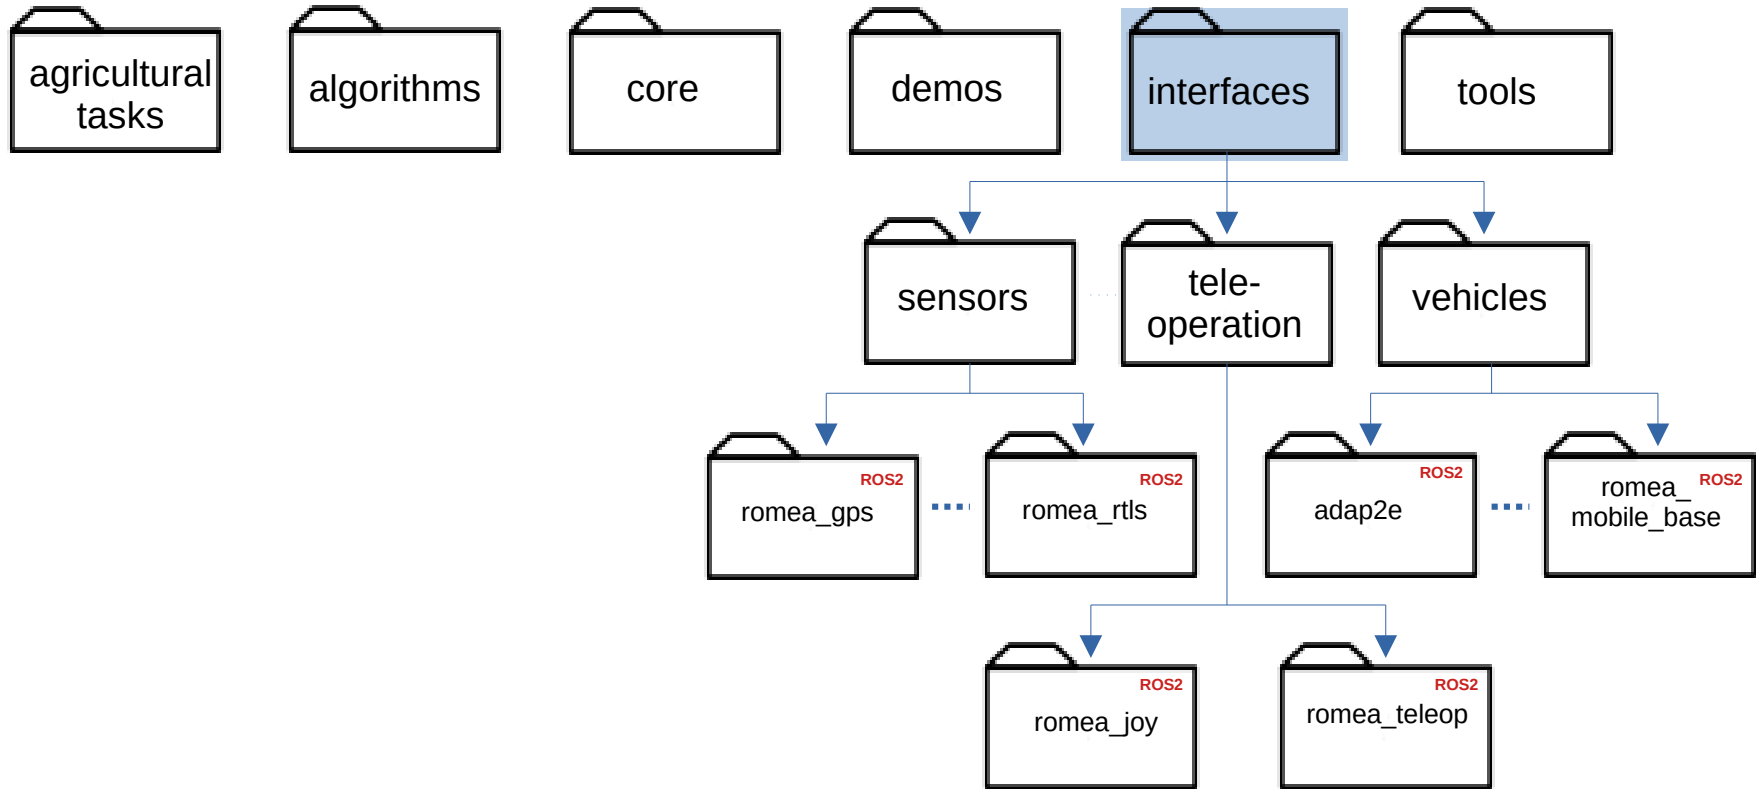 agricultural
tasks
algorithms
core
demos
interfaces
tools
sensors
tele-
operation
vehicles
ROS2
romea_gps
ROS2
romea_rtls
ROS2
adap2e
ROS2
romea_
mobile_base
ROS2
romea_joy
ROS2
romea_teleop